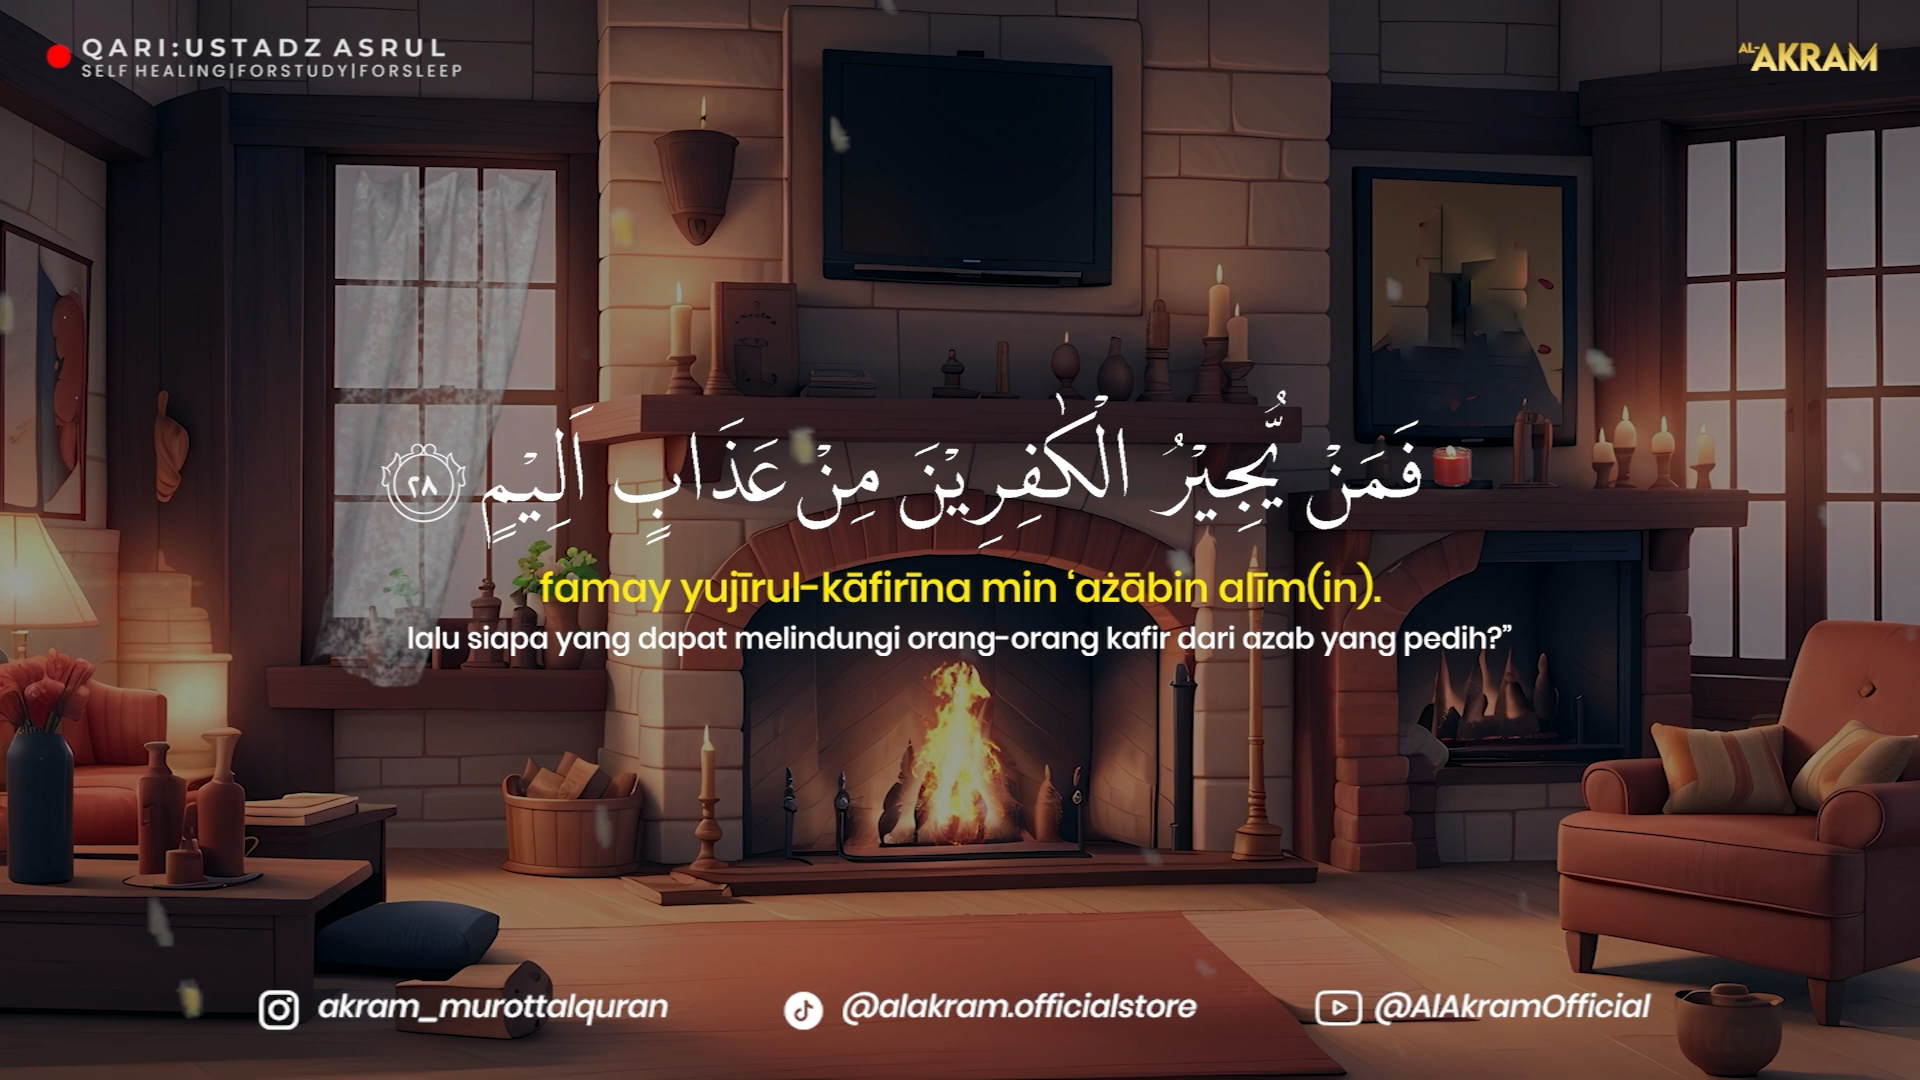 QARI:USTADZ ASRUL
SELF HEALING|FORSTUDY|FORSLEEP
AL-AKRAM
فَمَنْ يُّجِيْرُ الْكٰفِرِيْنَ مِنْ عَذَابٍ اَلِيْمٍ ٢٨
famay yujīrul-kāfirīna min ‘ażābin alīm(in).
lalu siapa yang dapat melindungi orang-orang kafir dari azab yang pedih?”
akram_murottalquran
@alakram.officialstore
@AlAkramOfficial